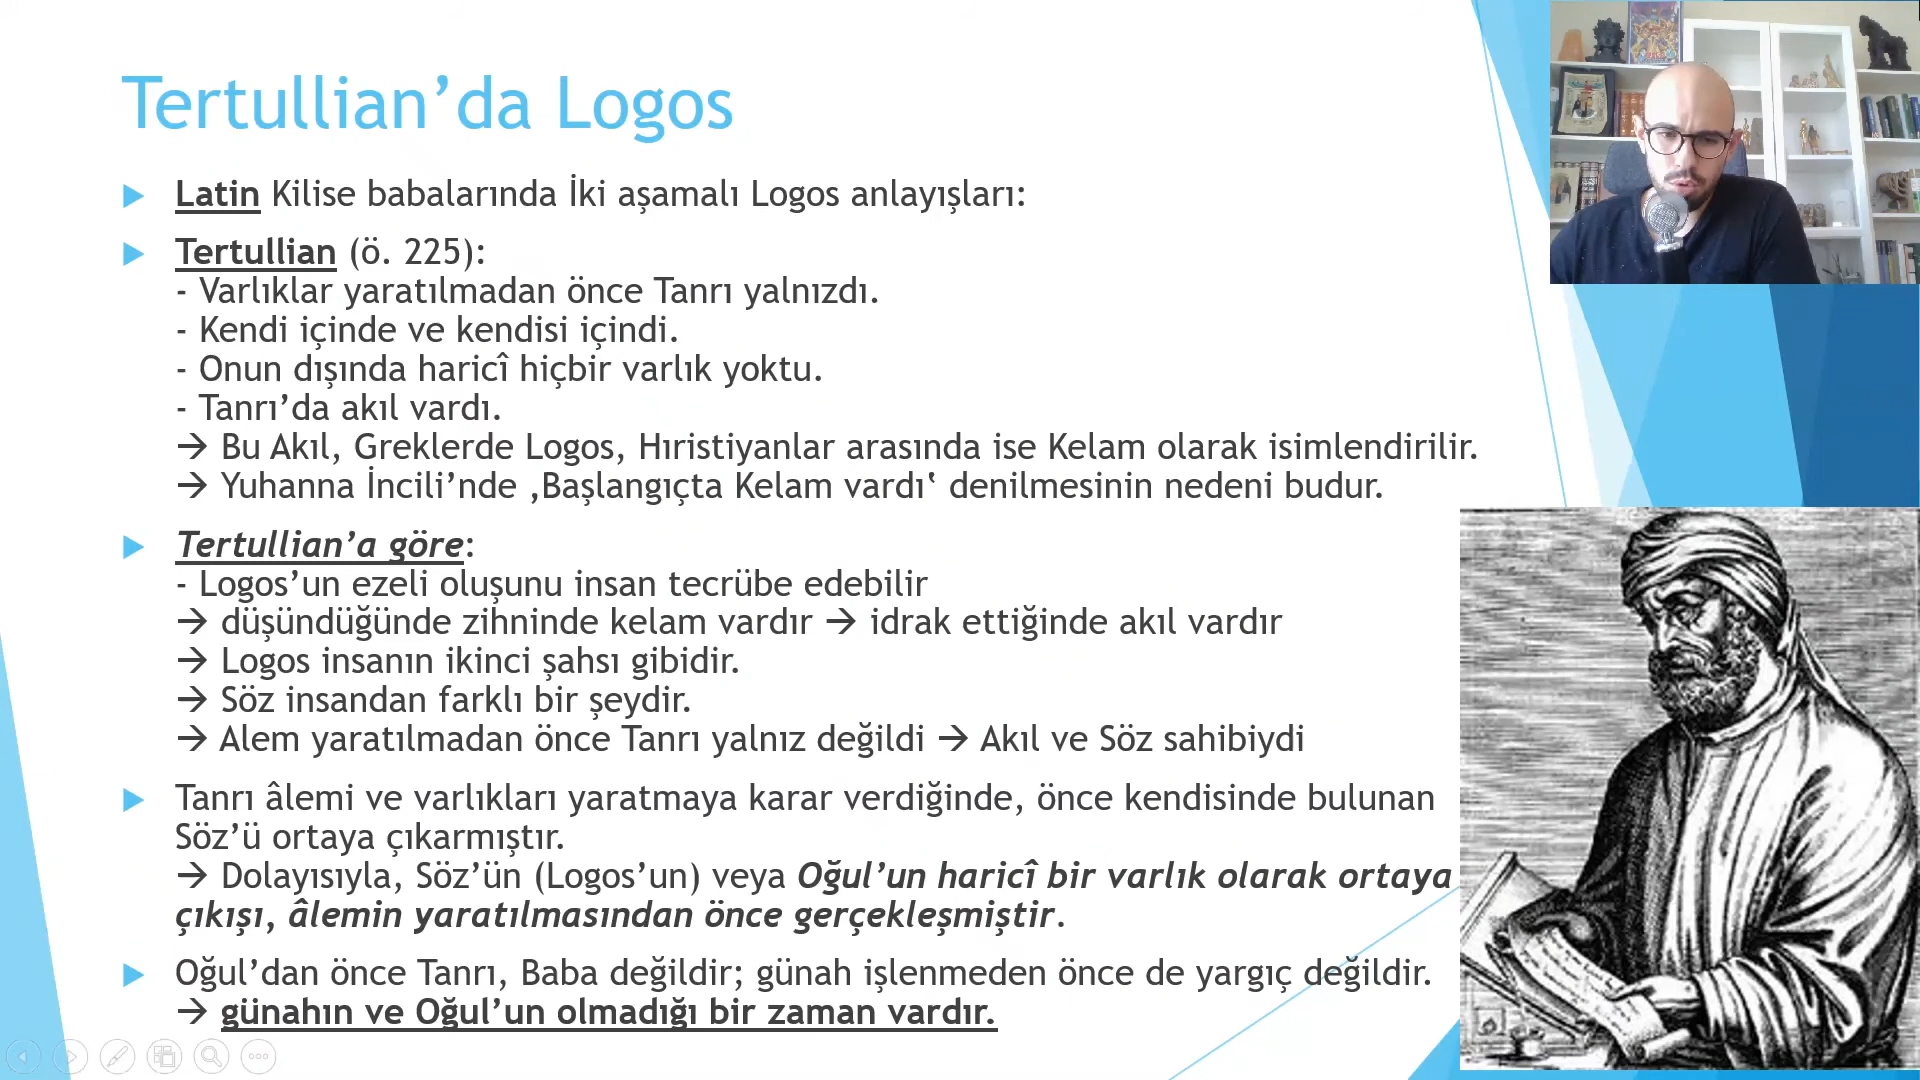 Tertullian’da Logos
Latin Kilise babalarında İki aşamalı Logos anlayışları:
Tertullian (ö. 225):
- Varlıklar yaratılmadan önce Tanrı yalnızdı.
- Kendi içinde ve kendisi içindi.
- Onun dışında haricî hiçbir varlık yoktu.
- Tanrı’da akıl vardı.
→ Bu Akıl, Greklerde Logos, Hıristiyanlar arasında ise Kelam olarak isimlendirilir.
→ Yuhanna İncili’nde ‚Başlangıçta Kelam vardı‛ denilmesinin nedeni budur.
Tertullian’a göre:
- Logos’un ezeli oluşunu insan tecrübe edebilir
→ düşündüğünde zihninde kelam vardır → idrak ettiğinde akıl vardır
→ Logos insanın ikinci şahsı gibidir.
→ Söz insandan farklı bir şeydir.
→ Alem yaratılmadan önce Tanrı yalnız değildi → Akıl ve Söz sahibiydi
Tanrı âlemi ve varlıkları yaratmaya karar verdiğinde, önce kendisinde bulunan
Söz’ü ortaya çıkarmıştır.
→ Dolayısıyla, Söz’ün (Logos’un) veya Oğul’un haricî bir varlık olarak ortaya
çıkışı, âlemin yaratılmasından önce gerçekleşmiştir.
Oğul’dan önce Tanrı, Baba değildir; günah işlenmeden önce de yargıç değildir.
→ günahın ve Oğul’un olmadığı bir zaman vardır.